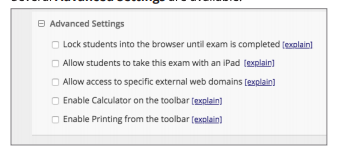 Several Advanced Settings are available.
Advanced Settings
Lock students into the browser until exam is completed [explain]
Allow students to take this exam with an iPad [explain]
Allow access to specific external web domains [explain]
Enable Calculator on the toolbar [explain]
Enable Printing from the toolbar [explain]